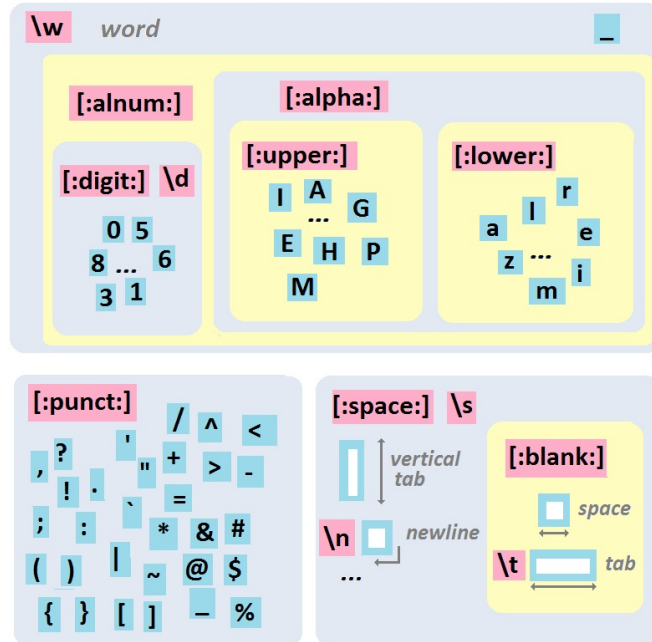 \w word _
[:alnum:] [:alpha:]
[:digit:] \d
0 5
8 ... 6
3 1
[:upper:]
I A G
...
E H P
M
[:lower:]
r
a l e
z ... i
m
[:punct:]
/ ^ <
, ? ' " + > -
! . ` =
; : * & #
( ) | ~ @ $
{ } [ ] _ %
[:space:] \s
vertical
tab
\n newline
...
[:blank:]
space
\t tab